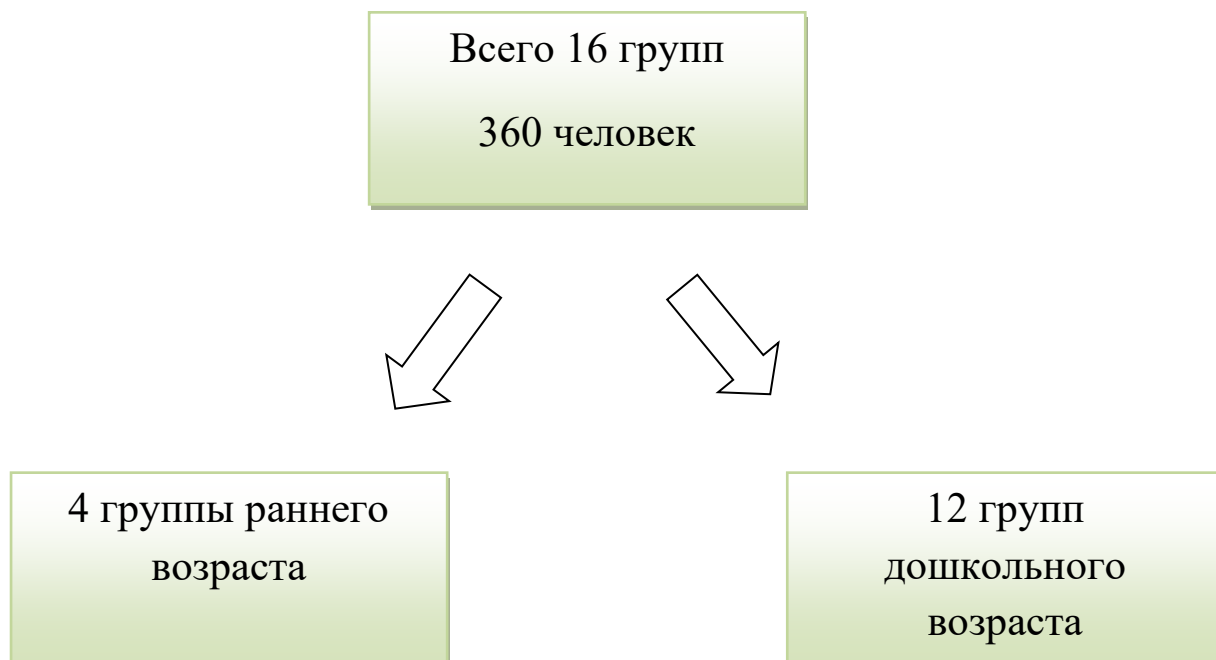 Всего 16 групп
360 человек
4 группы раннего
возраста
12 групп
дошкольного
возраста